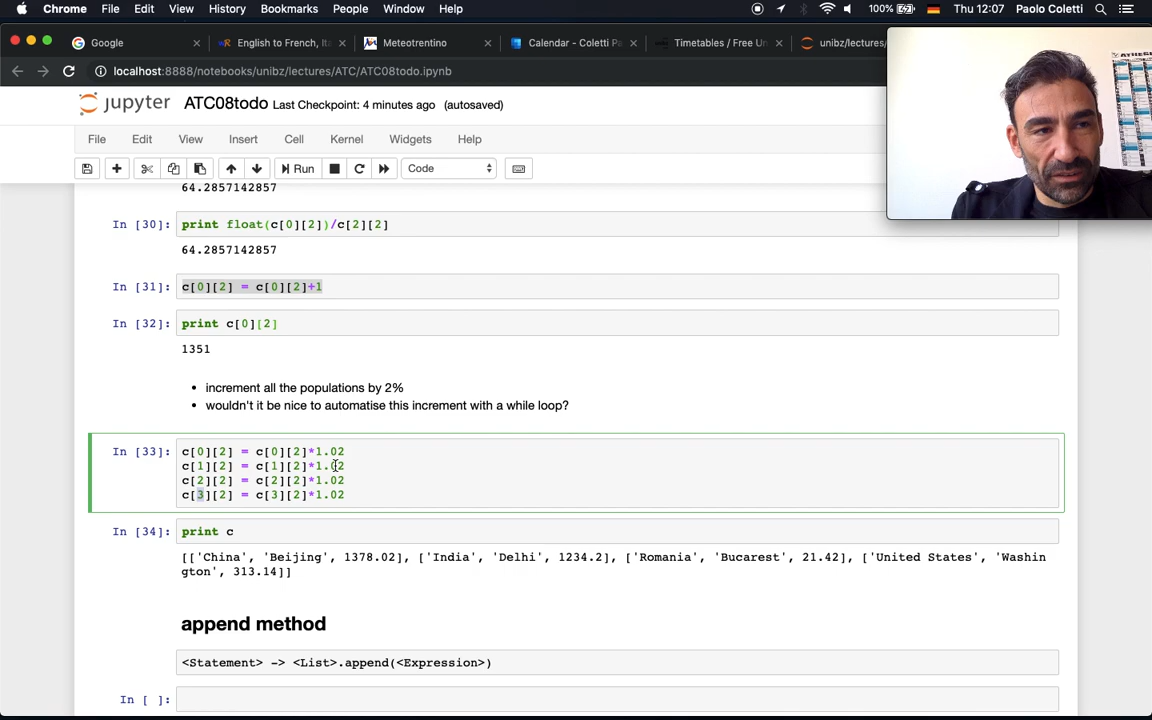 Chrome File Edit View History Bookmarks People Window Help 100% Thu 12:07 Paolo Coletti
Google × English to French, Ita × Meteotrentino × Calendar - Coletti Pa × Timetables / Free Un × unibz/lectures/
localhost:8888/notebooks/unibz/lectures/ATC/ATC08todo.ipynb
jupyter ATC08todo Last Checkpoint: 4 minutes ago (autosaved)
File Edit View Insert Cell Kernel Widgets Help
Run Code
64.2857142857
In [30]: print float(c[0][2])/c[2][2]
64.2857142857
In [31]: c[0][2] = c[0][2]+1
In [32]: print c[0][2]
1351
• increment all the populations by 2%
• wouldn't it be nice to automatise this increment with a while loop?
In [33]: c[0][2] = c[0][2]*1.02
c[1][2] = c[1][2]*1.02
c[2][2] = c[2][2]*1.02
c[3][2] = c[3][2]*1.02
In [34]: print c
[['China', 'Beijing', 1378.02], ['India', 'Delhi', 1234.2], ['Romania', 'Bucarest', 21.42], ['United States', 'Washin
gton', 313.14]]
append method
<Statement> -> <List>.append(<Expression>)
In [ ]: